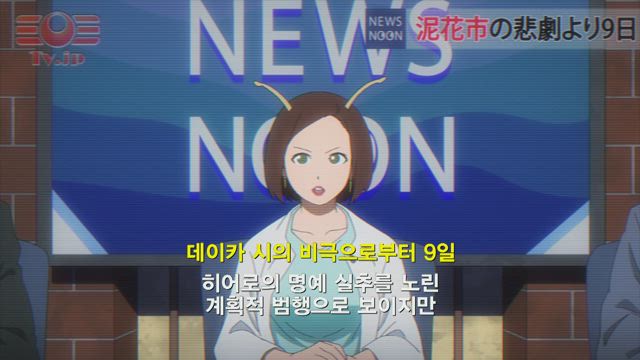 Tv.jp
NEWS
NOON
泥花市の悲劇より9日
NEWS
NOON
데이카 시의 비극으로부터 9일
히어로의 명예 실추를 노린
계획적 범행으로 보이지만